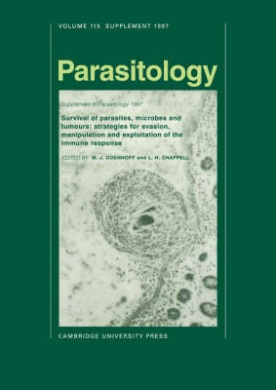 VOLUME 115 SUPPLEMENT 1997
Parasitology
Supplement to Parasitology 1997
Survival of parasites, microbes and
tumours: strategies for evasion,
manipulation and exploitation of the
immune response
EDITED BY M. J. DOENHOFF and L. H. CHAPPELL
CAMBRIDGE UNIVERSITY PRESS